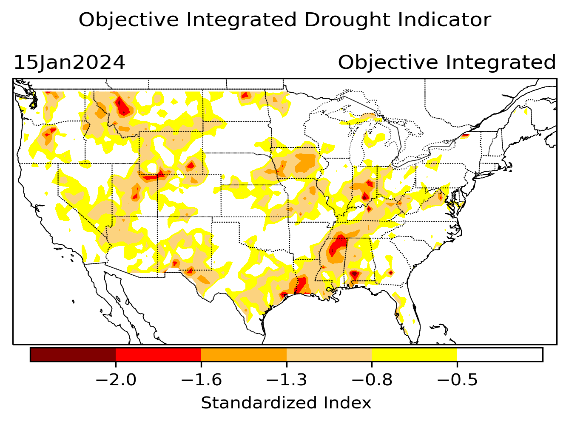 Objective Integrated Drought Indicator
15Jan2024 Objective Integrated
−2.0 −1.6 −1.3 −0.8 −0.5
Standardized Index